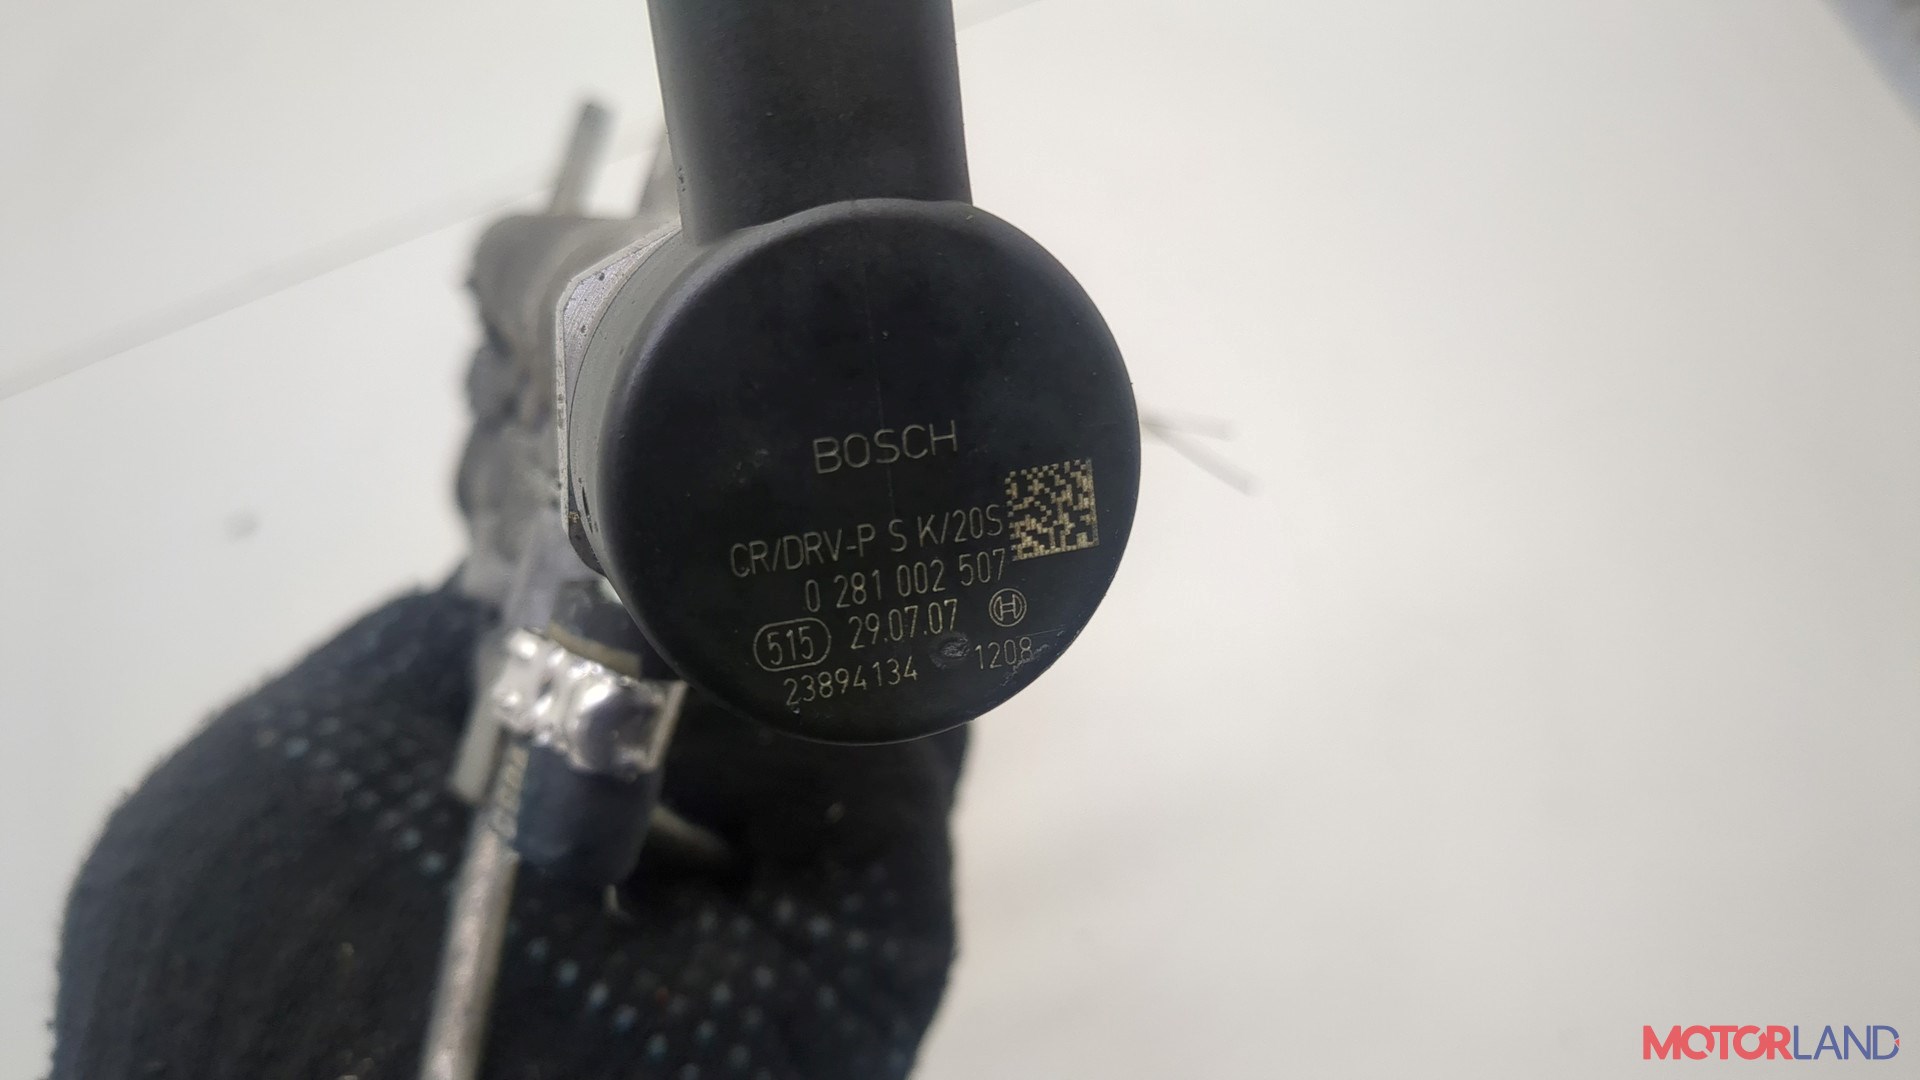 BOSCH
CR/DRV-P S K/20S
0 281 002 507
515 29.07.07
23894134 1208
MOTORLAND